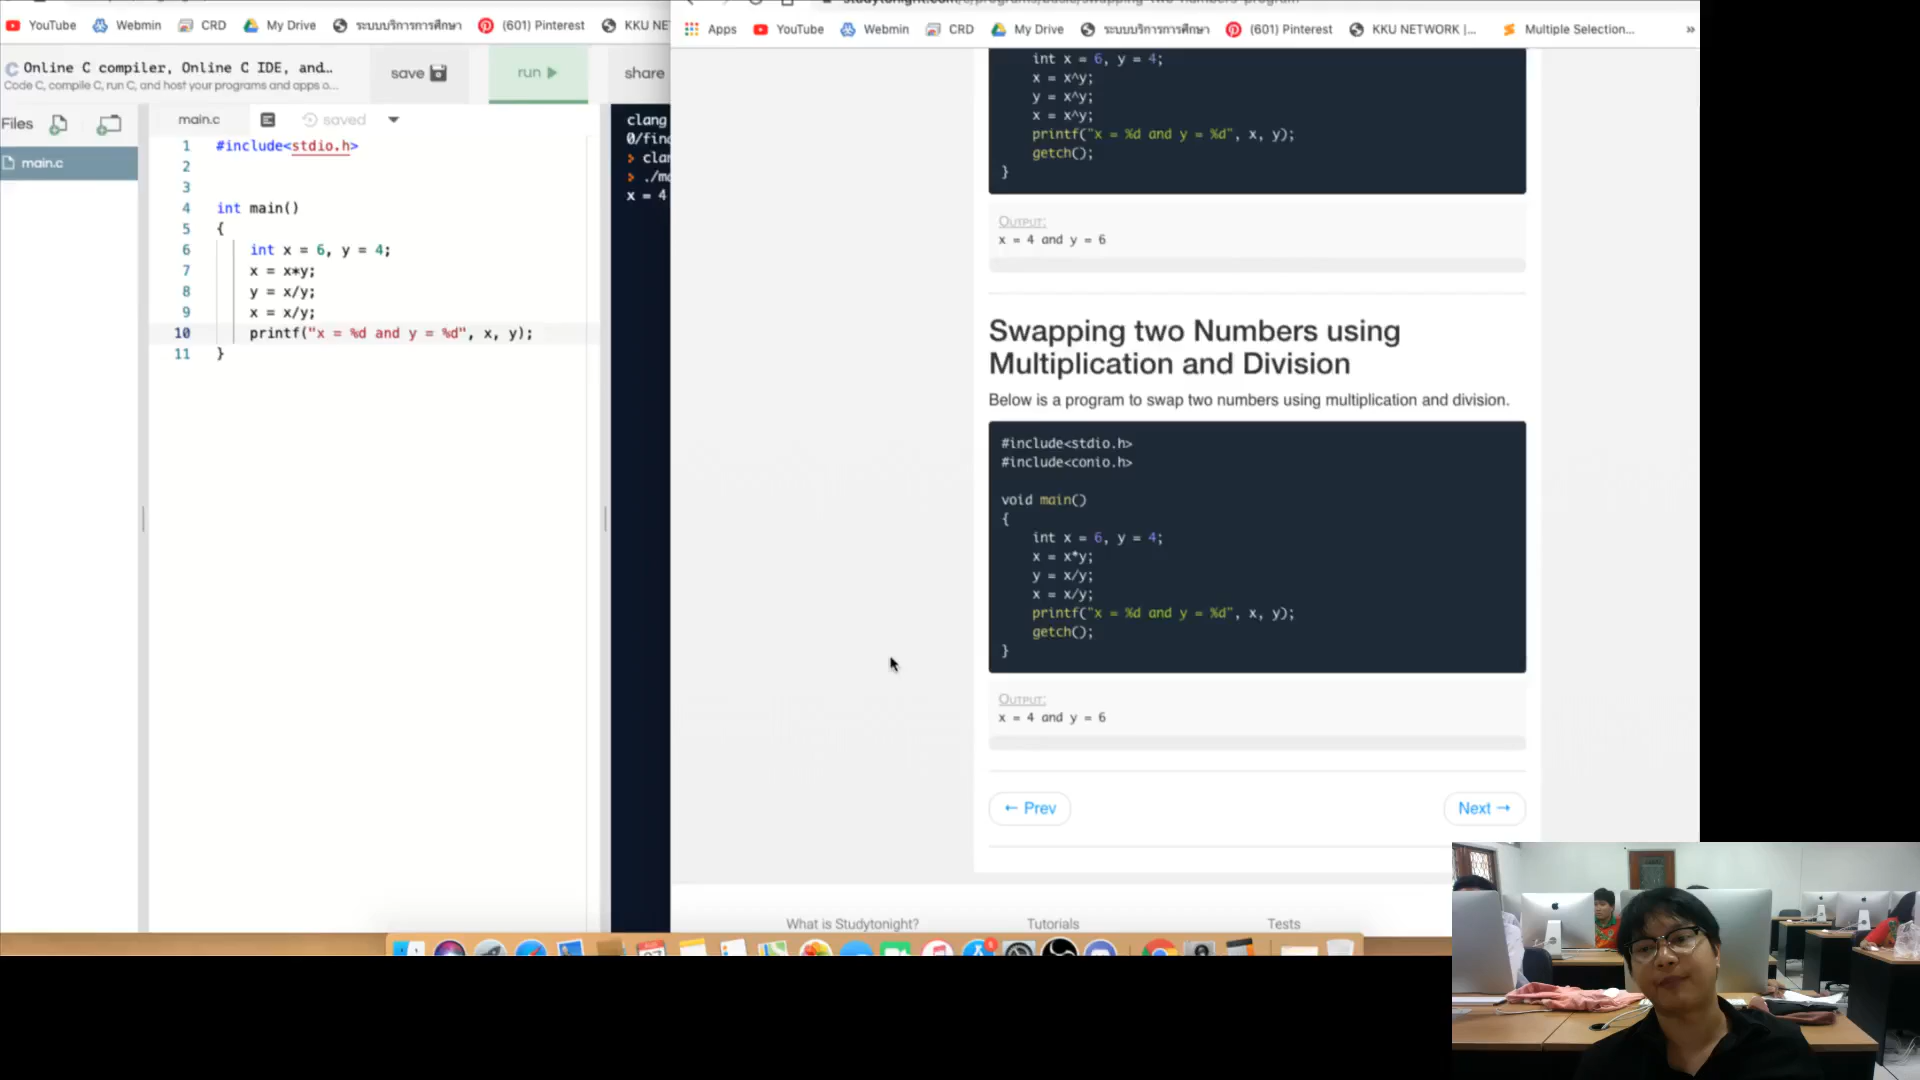 YouTube Webmin CRD My Drive ระบบบริการการศึกษา (601) Pinterest KKU NE
Online C compiler, Online C IDE, and...
Code C, compile C, run C, and host your programs and apps o...
save
run
share
Files
main.c
main.c
saved
1 #include<stdio.h>
2
3
4 int main()
5 {
6 int x = 6, y = 4;
7 x = x*y;
8 y = x/y;
9 x = x/y;
10 printf("x = %d and y = %d", x, y);
11 }
clang
0/fin
> cla
> ./ma
x = 4
Apps YouTube Webmin CRD My Drive ระบบบริการการศึกษา (601) Pinterest KKU NETWORK |... Multiple Selection... »
int x = 6, y = 4;
x = x^y;
y = x^y;
x = x^y;
printf("x = %d and y = %d", x, y);
getch();
}
OUTPUT:
x = 4 and y = 6
Swapping two Numbers using
Multiplication and Division
Below is a program to swap two numbers using multiplication and division.
#include<stdio.h>
#include<conio.h>
void main()
{
int x = 6, y = 4;
x = x*y;
y = x/y;
x = x/y;
printf("x = %d and y = %d", x, y);
getch();
}
OUTPUT:
x = 4 and y = 6
← Prev
Next →
What is Studytonight? Tutorials Tests